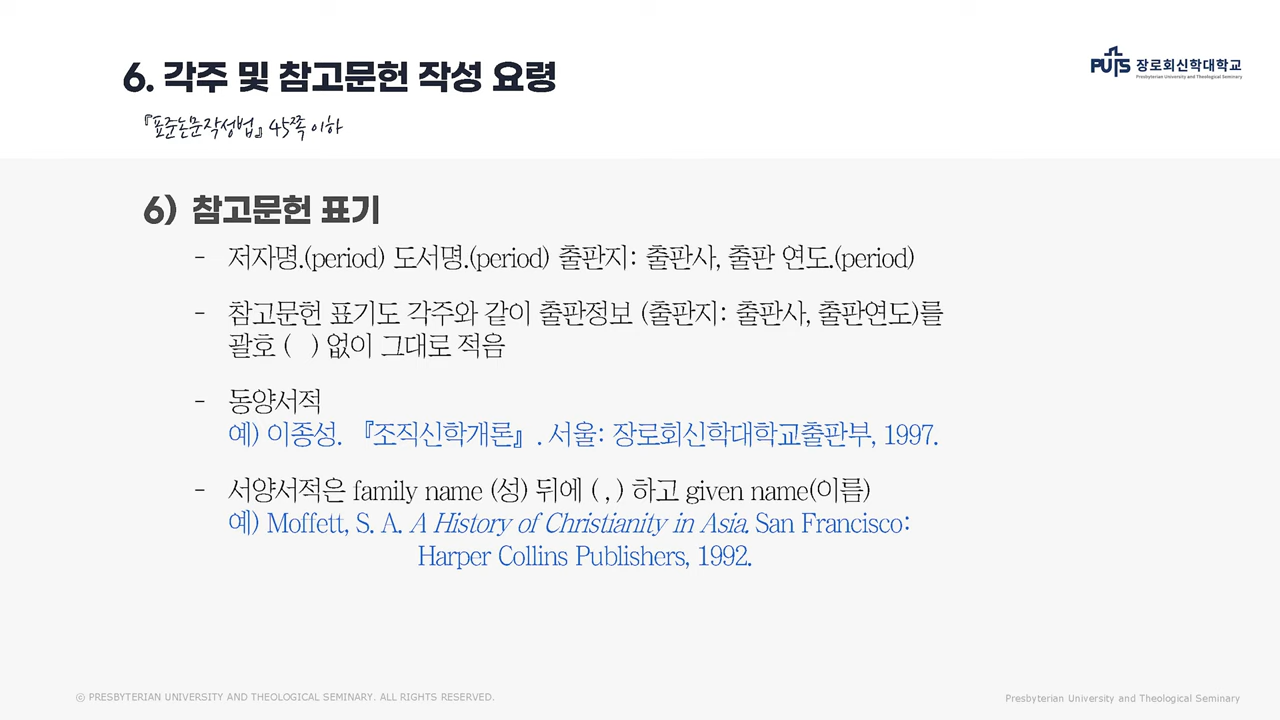 6. 각주 및 참고문헌 작성 요령
PUTS 장로회신학대학교
Presbyterian University and Theological Seminary
『표준논문작성법』 45쪽 이하
6) 참고문헌 표기
- 저자명.(period) 도서명.(period) 출판지: 출판사, 출판 연도.(period)
- 참고문헌 표기도 각주와 같이 출판정보 (출판지: 출판사, 출판연도)를
괄호 (  ) 없이 그대로 적음
- 동양서적
예) 이종성. 『조직신학개론』. 서울: 장로회신학대학교출판부, 1997.
- 서양서적은 family name (성) 뒤에 ( , ) 하고 given name(이름)
예) Moffett, S. A. A History of Christianity in Asia. San Francisco:
Harper Collins Publishers, 1992.
© PRESBYTERIAN UNIVERSITY AND THEOLOGICAL SEMINARY. ALL RIGHTS RESERVED.
Presbyterian University and Theological Seminary